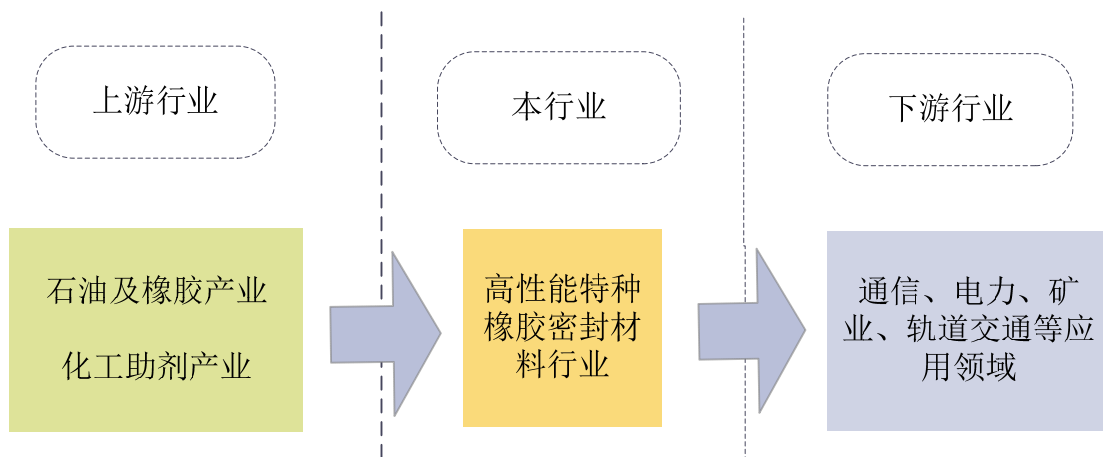 上游行业
本行业
下游行业
石油及橡胶产业
化工助剂产业
高性能特种
橡胶密封材
料行业
通信、电力、矿
业、轨道交通等应
用领域